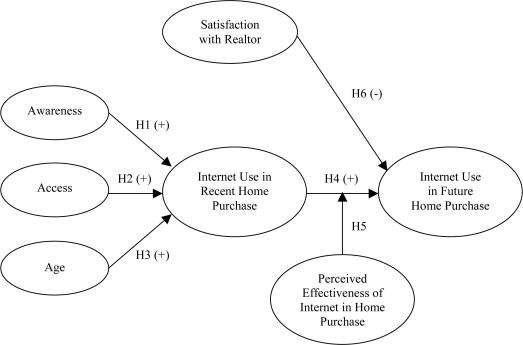 Satisfaction
with Realtor
H6 (-)
Awareness
H1 (+)
Access
H2 (+)
Internet Use in
Recent Home
Purchase
H4 (+)
Internet Use
in Future
Home Purchase
H5
H3 (+)
Age
Perceived
Effectiveness of
Internet in Home
Purchase